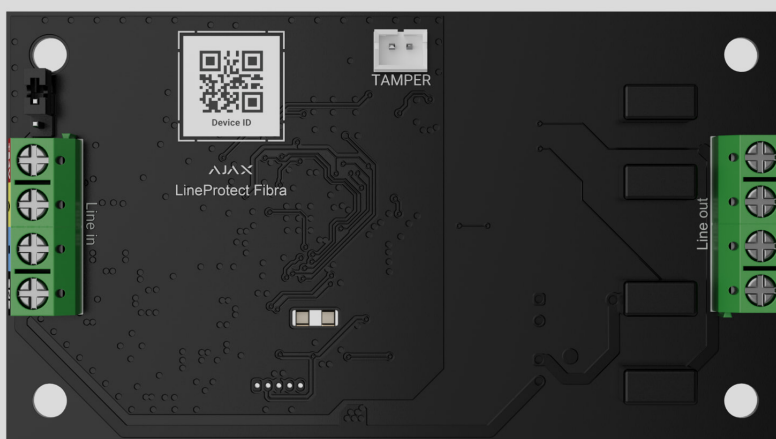 TAMPER
Device ID
AJAX
LineProtect Fibra
Line in
Line out